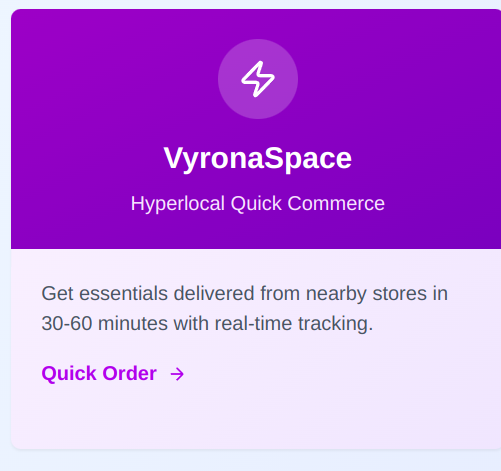 VyronaSpace
Hyperlocal Quick Commerce
Get essentials delivered from nearby stores in
30-60 minutes with real-time tracking.
Quick Order →